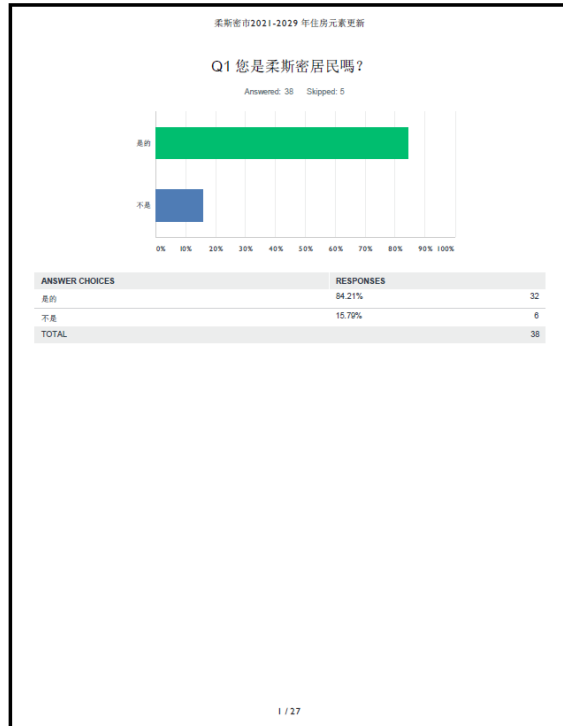 柔斯密市2021-2029 年住房元素更新
Q1 您是柔斯密居民嗎？
Answered: 38 Skipped: 5
是的
不是
0% 10% 20% 30% 40% 50% 60% 70% 80% 90% 100%
ANSWER CHOICES RESPONSES
是的 84.21% 32
不是 15.79% 6
TOTAL 38
1 / 27